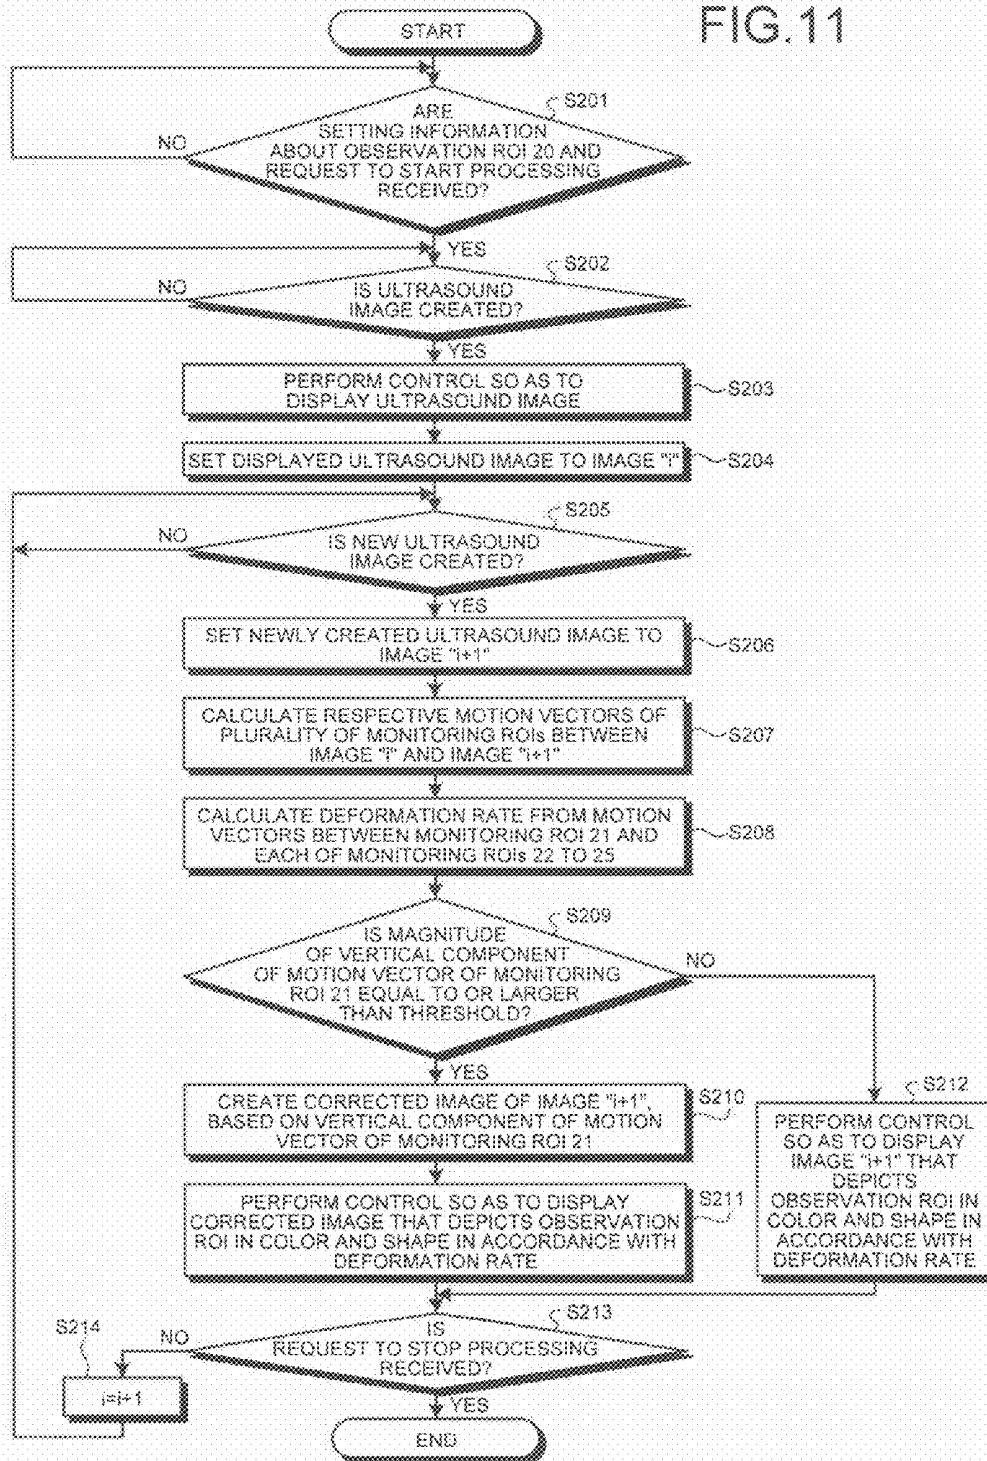 FIG.11
START
S201
ARE
SETTING INFORMATION
ABOUT OBSERVATION ROI 20 AND
REQUEST TO START PROCESSING
RECEIVED?
NO
YES
S202
IS ULTRASOUND
IMAGE CREATED?
NO
YES
PERFORM CONTROL SO AS TO
DISPLAY ULTRASOUND IMAGE
S203
SET DISPLAYED ULTRASOUND IMAGE TO IMAGE "i"
S204
S205
NO
IS NEW ULTRASOUND
IMAGE CREATED?
YES
SET NEWLY CREATED ULTRASOUND IMAGE TO
IMAGE "i+1"
S206
CALCULATE RESPECTIVE MOTION VECTORS OF
PLURALITY OF MONITORING ROIs BETWEEN
IMAGE "i" AND IMAGE "i+1"
S207
CALCULATE DEFORMATION RATE FROM MOTION
VECTORS BETWEEN MONITORING ROI 21 AND
EACH OF MONITORING ROIs 22 TO 25
S208
S209
IS MAGNITUDE
OF VERTICAL COMPONENT
OF MOTION VECTOR OF MONITORING
ROI 21 EQUAL TO OR LARGER
THAN THRESHOLD?
NO
YES
S210
CREATE CORRECTED IMAGE OF IMAGE "i+1",
BASED ON VERTICAL COMPONENT OF MOTION
VECTOR OF MONITORING ROI 21
S211
PERFORM CONTROL SO AS TO DISPLAY
CORRECTED IMAGE THAT DEPICTS OBSERVATION
ROI IN COLOR AND SHAPE IN ACCORDANCE WITH
DEFORMATION RATE
S212
PERFORM CONTROL
SO AS TO DISPLAY
IMAGE "i+1" THAT
DEPICTS
OBSERVATION ROI IN
COLOR AND SHAPE IN
ACCORDANCE WITH
DEFORMATION RATE
S213
IS
REQUEST TO STOP PROCESSING
RECEIVED?
NO
S214
i=i+1
YES
END